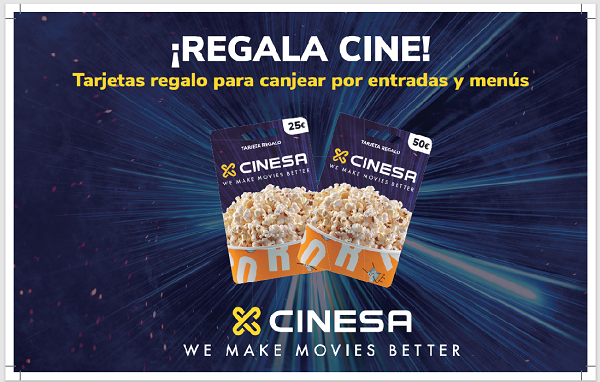 ¡REGALA CINE!
Tarjetas regalo para canjear por entradas y menús
25€
TARJETA REGALO
CINESA
WE MAKE MOVIES BETTER
50€
TARJETA REGALO
CINESA
WE MAKE MOVIES BETTER
CINESA
WE MAKE MOVIES BETTER